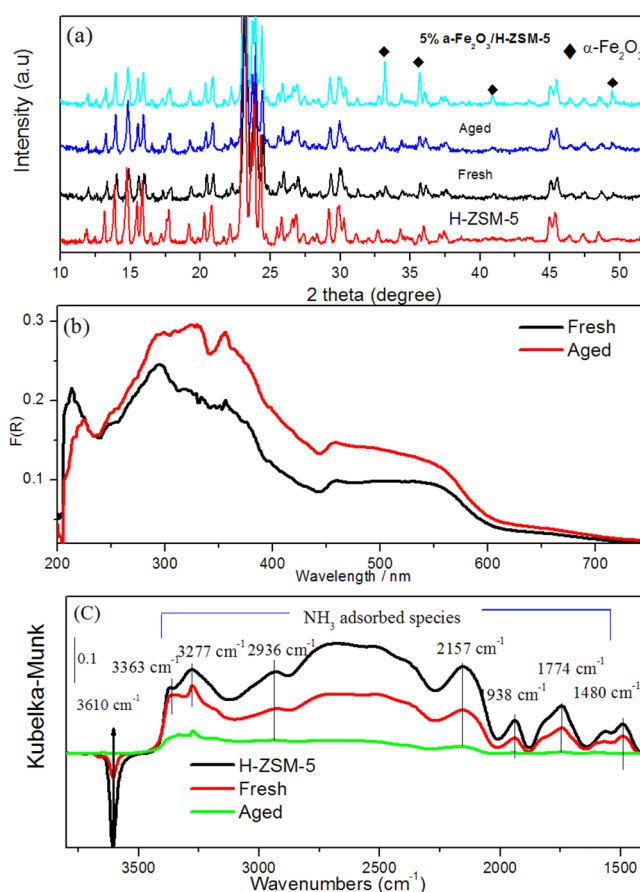 (a)
5% a-Fe2O3/H-ZSM-5
α-Fe2O3
Aged
Fresh
H-ZSM-5
Intensity (a.u)
10 15 20 25 30 35 40 45 50
2 theta (degree)
(b)
Fresh
Aged
0.3
0.2
0.1
F(R)
200 300 400 500 600 700
Wavelength / nm
(C)
NH3 adsorbed species
0.1
3610 cm-1
3363 cm-1
3277 cm-1
2936 cm-1
2157 cm-1
1938 cm-1
1774 cm-1
1480 cm-1
H-ZSM-5
Fresh
Aged
Kubelka-Munk
3500 3000 2500 2000 1500
Wavenumbers (cm-1)